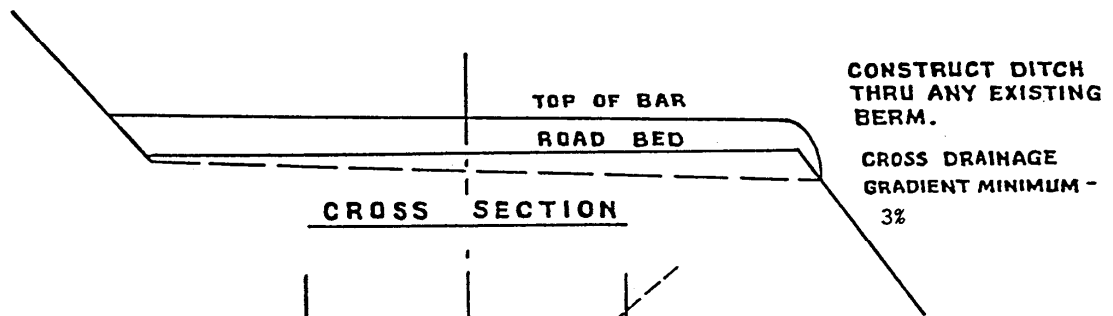 TOP OF BAR
ROAD BED
CROSS SECTION
CONSTRUCT DITCH
THRU ANY EXISTING
BERM.
CROSS DRAINAGE
GRADIENT MINIMUM -
3%